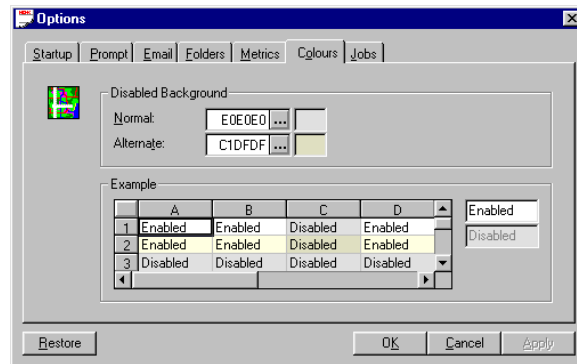 Options
Startup Prompt Email Folders Metrics Colours Jobs
Disabled Background
Normal: E0E0E0 ...
Alternate: C1DFDF ...
Example
A B C D
1 Enabled Enabled Disabled Enabled
2 Enabled Enabled Disabled Enabled
3 Disabled Disabled Disabled Disabled
Enabled
Disabled
Restore OK Cancel Apply